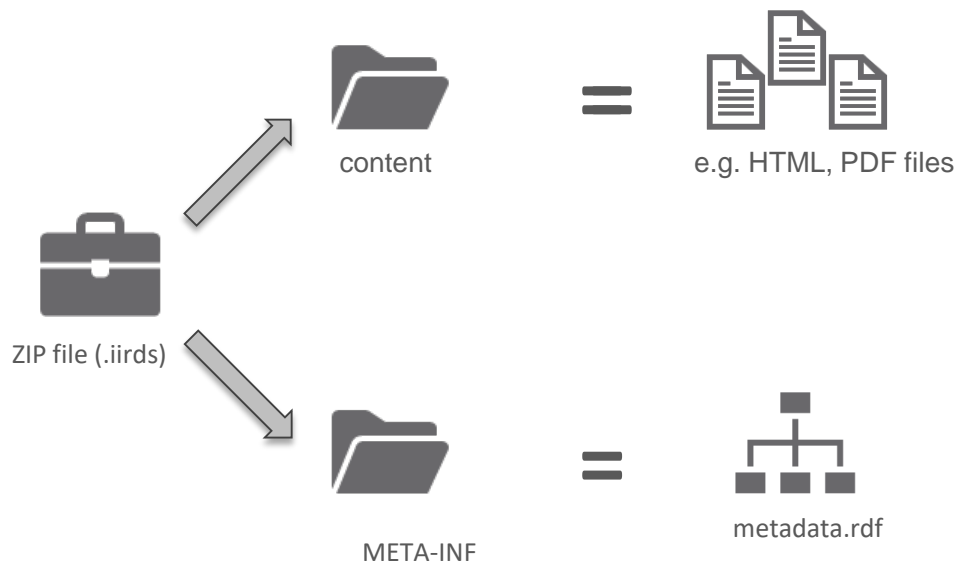 content
e.g. HTML, PDF files
ZIP file (.iirds)
META-INF
metadata.rdf